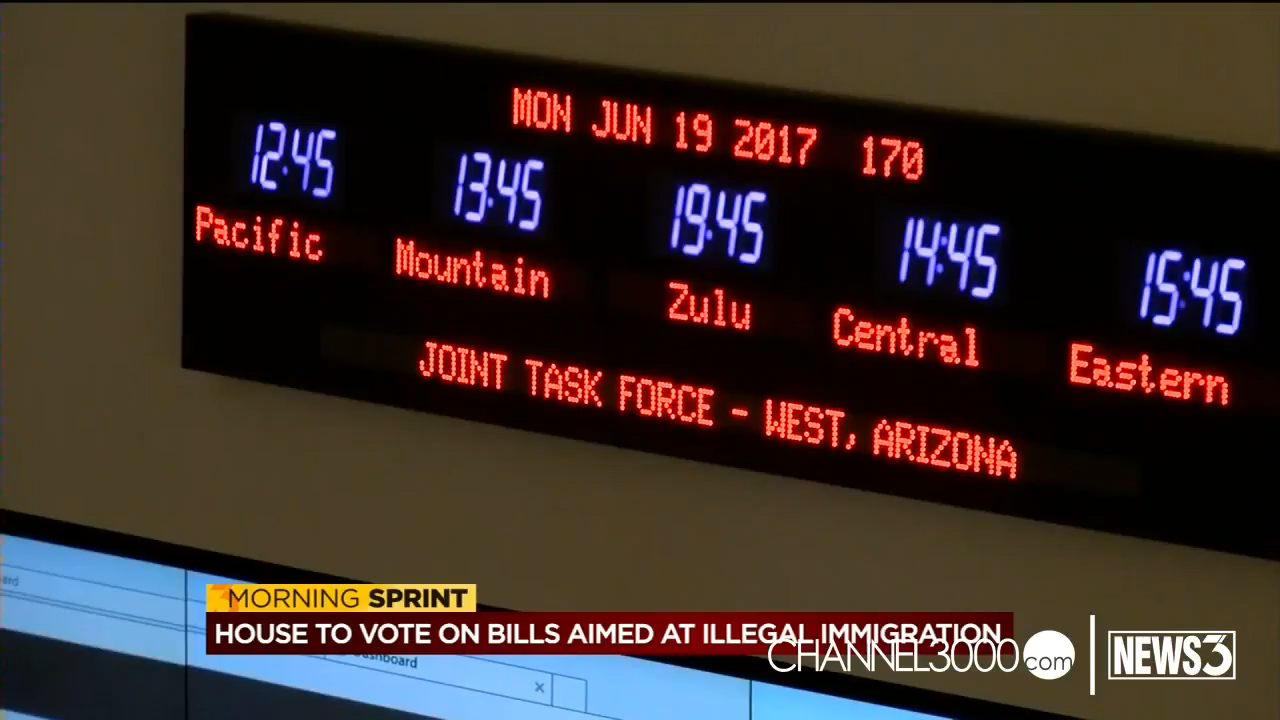 MON JUN 19 2017 170
12:45 13:45 19:45 14:45 15:45
Pacific Mountain Zulu Central Eastern
JOINT TASK FORCE - WEST, ARIZONA
3 MORNING SPRINT
HOUSE TO VOTE ON BILLS AIMED AT ILLEGAL IMMIGRATION
CHANNEL3000.com
NEWS3